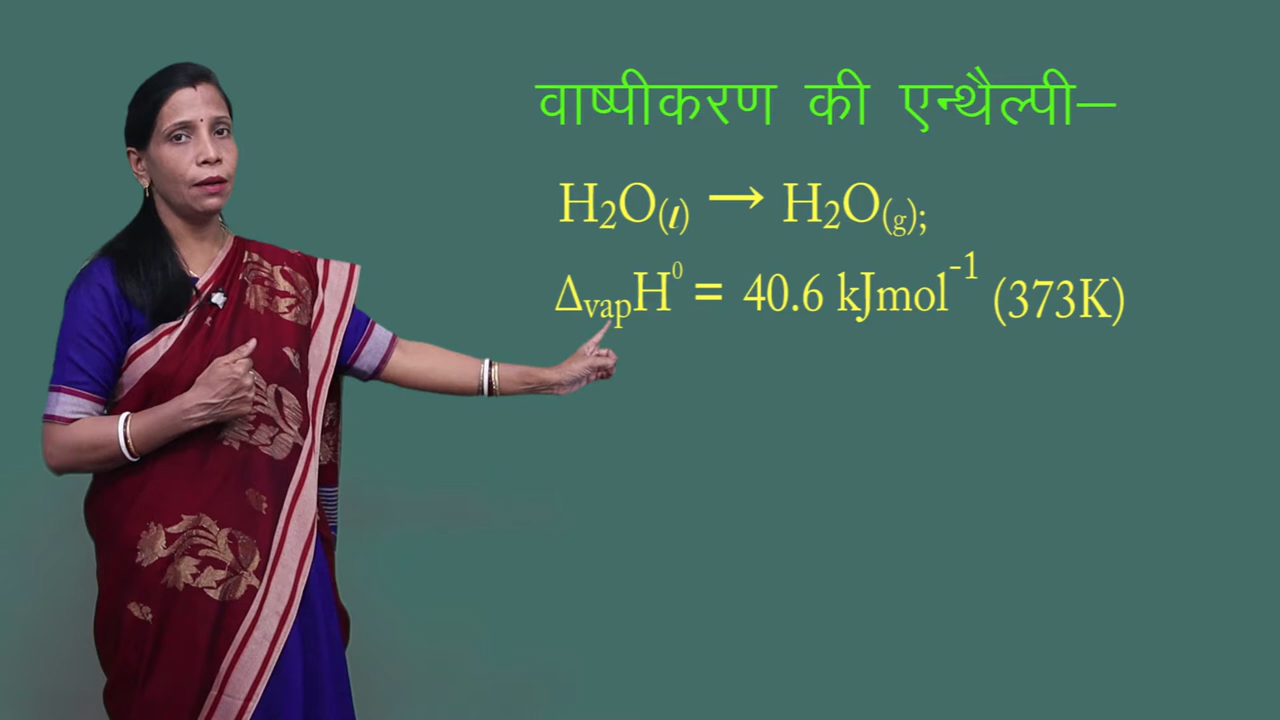 वाष्पीकरण की एन्थैल्पी–
H₂O₍ₗ₎ → H₂O₍g₎;
ΔvapH⁰ = 40.6 kJmol⁻¹ (373K)